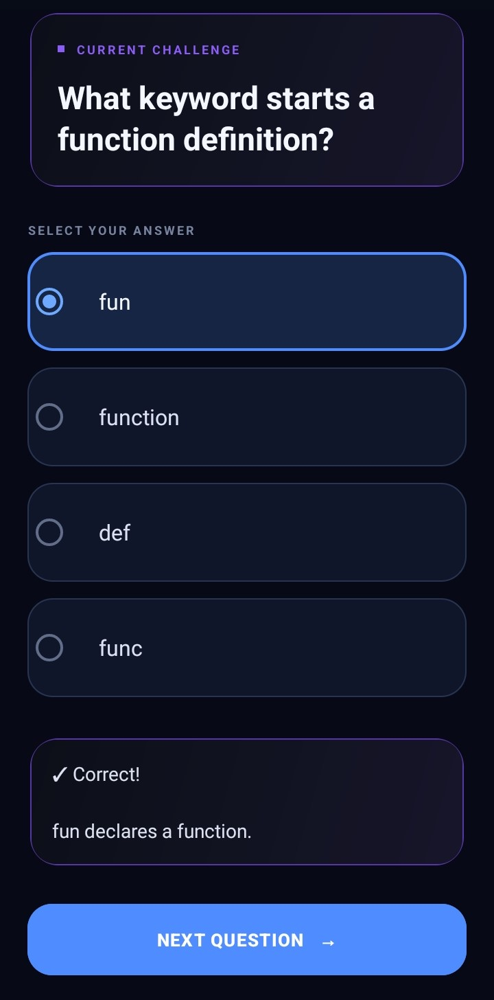 CURRENT CHALLENGE
What keyword starts a
function definition?
SELECT YOUR ANSWER
fun
function
def
func
✓ Correct!
fun declares a function.
NEXT QUESTION →